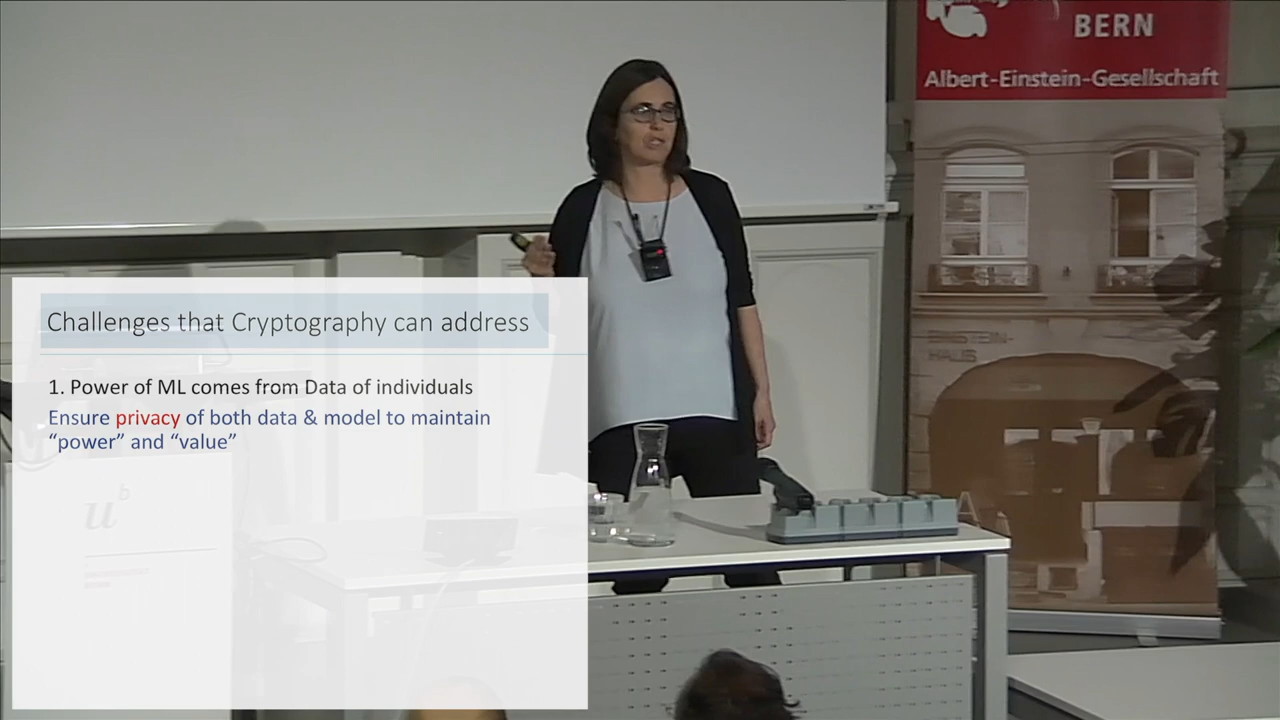 BERN
Albert-Einstein-Gesellschaft
EINSTEIN-
HAUS
Challenges that Cryptography can address
1. Power of ML comes from Data of individuals
Ensure privacy of both data & model to maintain
“power” and “value”
u
b